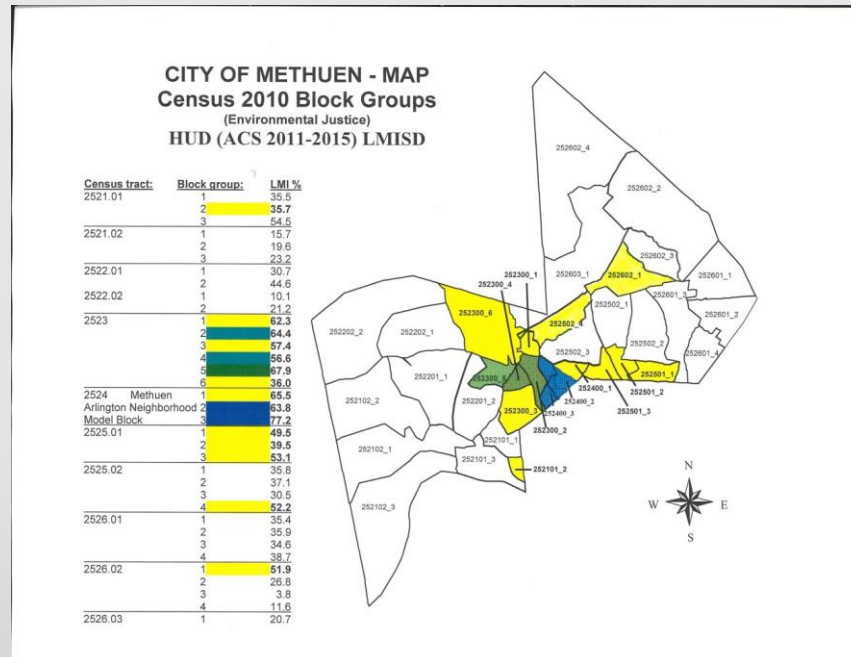 CITY OF METHUEN - MAP
Census 2010 Block Groups
(Environmental Justice)
HUD (ACS 2011-2015) LMISD
Census tract: Block group: LMI %
2521.01 1 35.5
2 35.7
3 54.5
2521.02 1 15.7
2 19.6
3 23.2
2522.01 1 30.7
2 44.6
2522.02 1 10.1
2 21.2
2523 1 62.3
2 64.4
3 57.4
4 56.6
5 67.9
6 36.0
2524 Methuen 1 65.5
Arlington Neighborhood 2 63.8
Model Block 3 77.2
2525.01 1 49.5
2 39.5
3 53.1
2525.02 1 35.8
2 37.1
3 30.5
4 52.2
2526.01 1 35.4
2 35.9
3 34.6
4 38.7
2526.02 1 51.9
2 26.8
3 3.8
4 11.6
2526.03 1 20.7
252602_4
252602_2
252602_3
252300_1
252603_1
252602_1
252601_1
252300_4
252601_3
252300_6
252502_1
252601_2
252502_4
252202_2
252202_1
252502_2
252502_3
252601_4
252201_1
252300_5
252501_1
252400_1
252501_2
252102_2
252201_2
252400_2
252501_3
252300_3
252400_3
252300_2
252101_1
252102_1
252101_3
252101_2
252102_3
N
W E
S